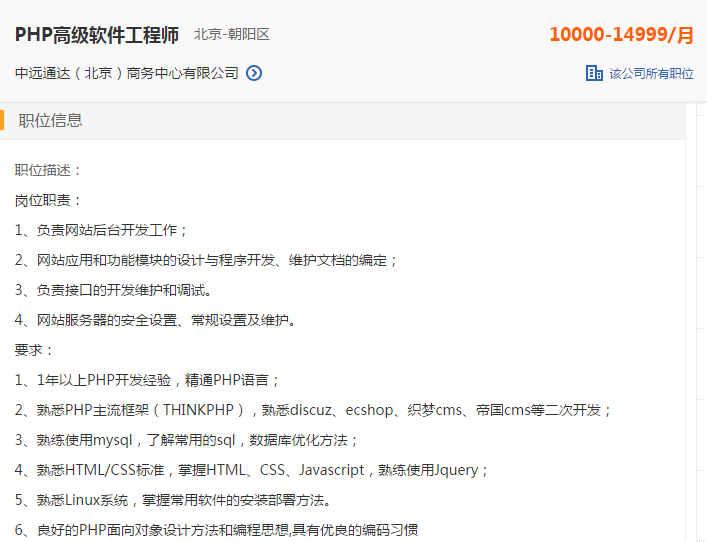 PHP高级软件工程师 北京-朝阳区 10000-14999/月
中远通达（北京）商务中心有限公司 该公司所有职位
职位信息
职位描述：
岗位职责：
1、负责网站后台开发工作；
2、网站应用和功能模块的设计与程序开发、维护文档的编定；
3、负责接口的开发维护和调试。
4、网站服务器的安全设置、常规设置及维护。
要求：
1、1年以上PHP开发经验，精通PHP语言；
2、熟悉PHP主流框架（THINKPHP），熟悉discuz、ecshop、织梦cms、帝国cms等二次开发；
3、熟练使用mysql，了解常用的sql，数据库优化方法；
4、熟悉HTML/CSS标准，掌握HTML、CSS、Javascript，熟练使用Jquery；
5、熟悉Linux系统，掌握常用软件的安装部署方法。
6、良好的PHP面向对象设计方法和编程思想,具有优良的编码习惯